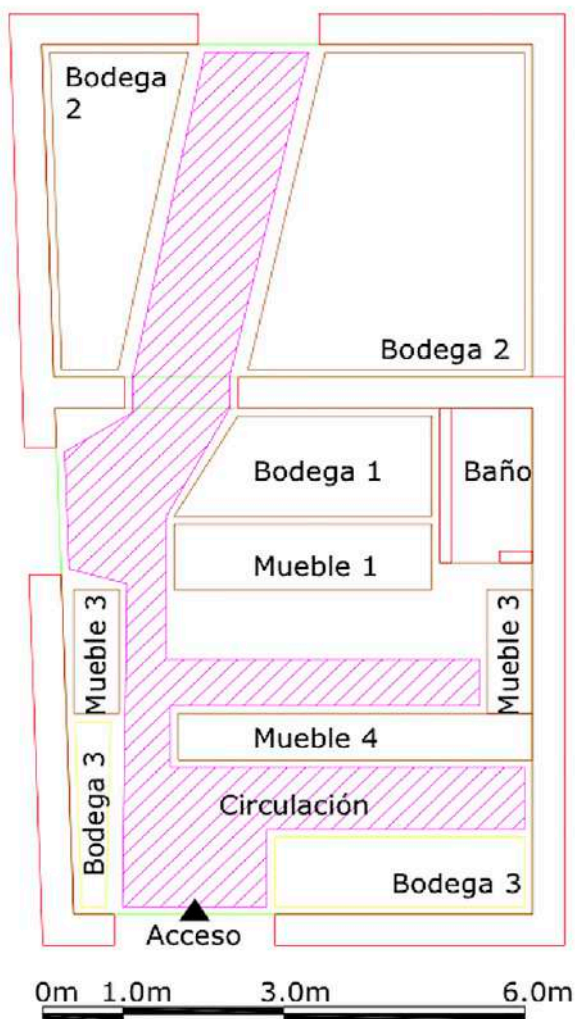 Bodega
2
Bodega 2
Bodega 1
Baño
Mueble 1
Mueble 3
Mueble 3
Mueble 4
Bodega 3
Circulación
Bodega 3
Acceso
0m 1.0m 3.0m 6.0m